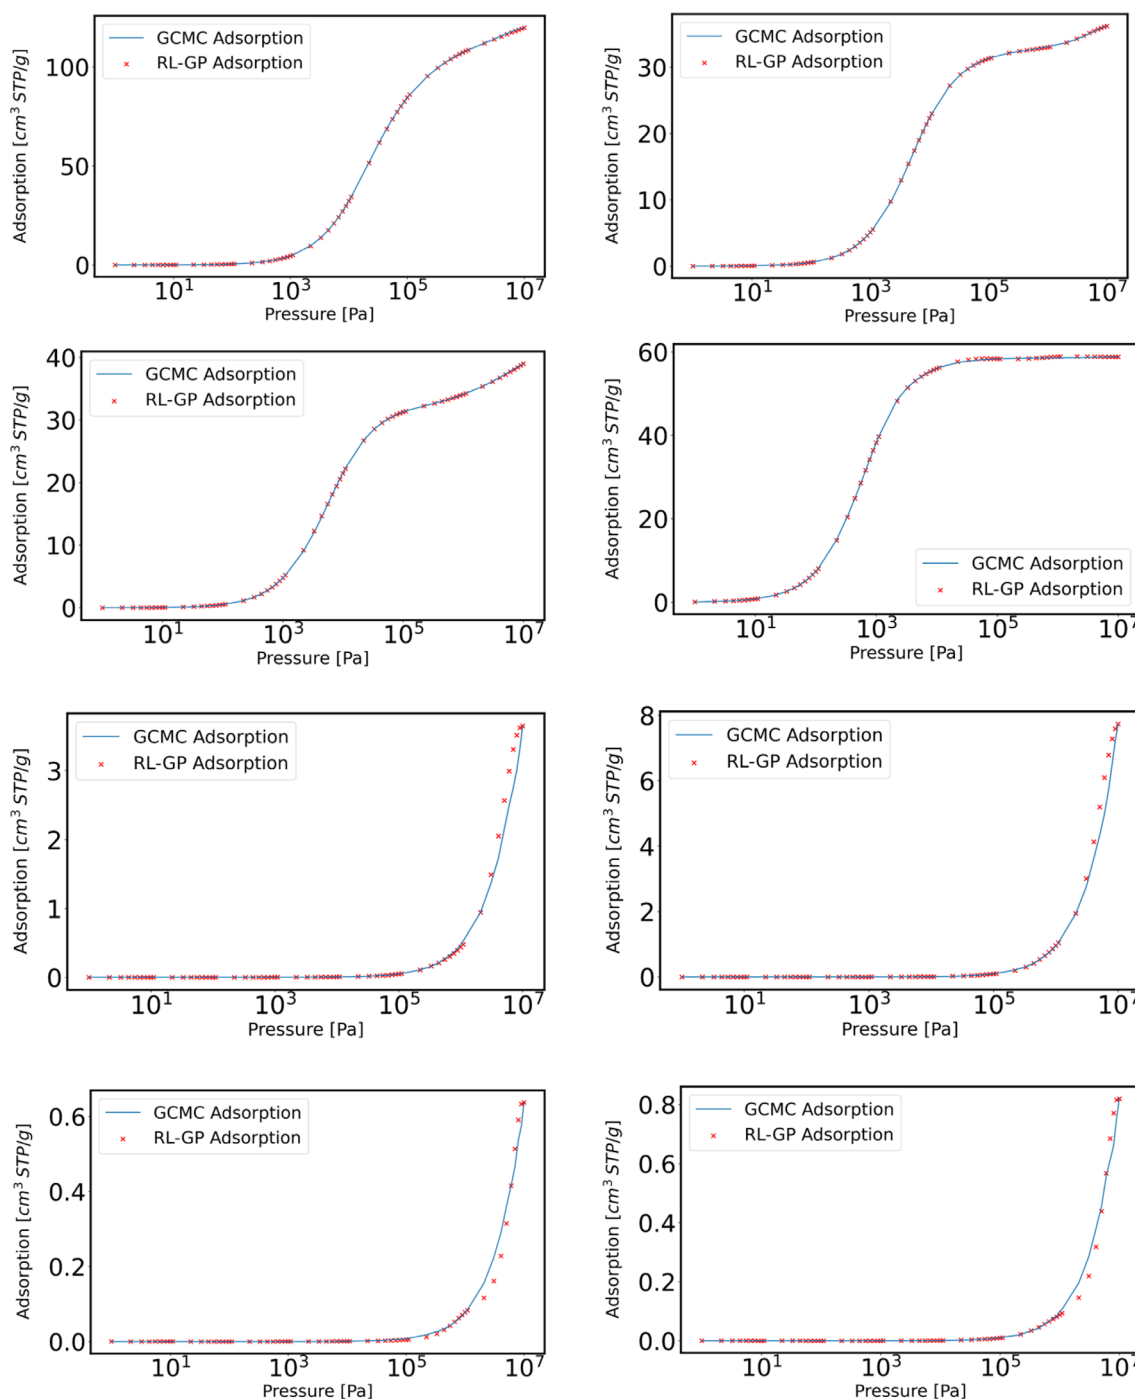 GCMC Adsorption
RL-GP Adsorption
Adsorption [cm³ STP/g]
100
50
0
10¹ 10³ 10⁵ 10⁷
Pressure [Pa]
GCMC Adsorption
RL-GP Adsorption
Adsorption [cm³ STP/g]
30
20
10
0
10¹ 10³ 10⁵ 10⁷
Pressure [Pa]
GCMC Adsorption
RL-GP Adsorption
Adsorption [cm³ STP/g]
40
30
20
10
0
10¹ 10³ 10⁵ 10⁷
Pressure [Pa]
GCMC Adsorption
RL-GP Adsorption
Adsorption [cm³ STP/g]
60
40
20
0
10¹ 10³ 10⁵ 10⁷
Pressure [Pa]
GCMC Adsorption
RL-GP Adsorption
Adsorption [cm³ STP/g]
3
2
1
0
10¹ 10³ 10⁵ 10⁷
Pressure [Pa]
GCMC Adsorption
RL-GP Adsorption
Adsorption [cm³ STP/g]
8
6
4
2
0
10¹ 10³ 10⁵ 10⁷
Pressure [Pa]
GCMC Adsorption
RL-GP Adsorption
Adsorption [cm³ STP/g]
0.6
0.4
0.2
0.0
10¹ 10³ 10⁵ 10⁷
Pressure [Pa]
GCMC Adsorption
RL-GP Adsorption
Adsorption [cm³ STP/g]
0.8
0.6
0.4
0.2
0.0
10¹ 10³ 10⁵ 10⁷
Pressure [Pa]